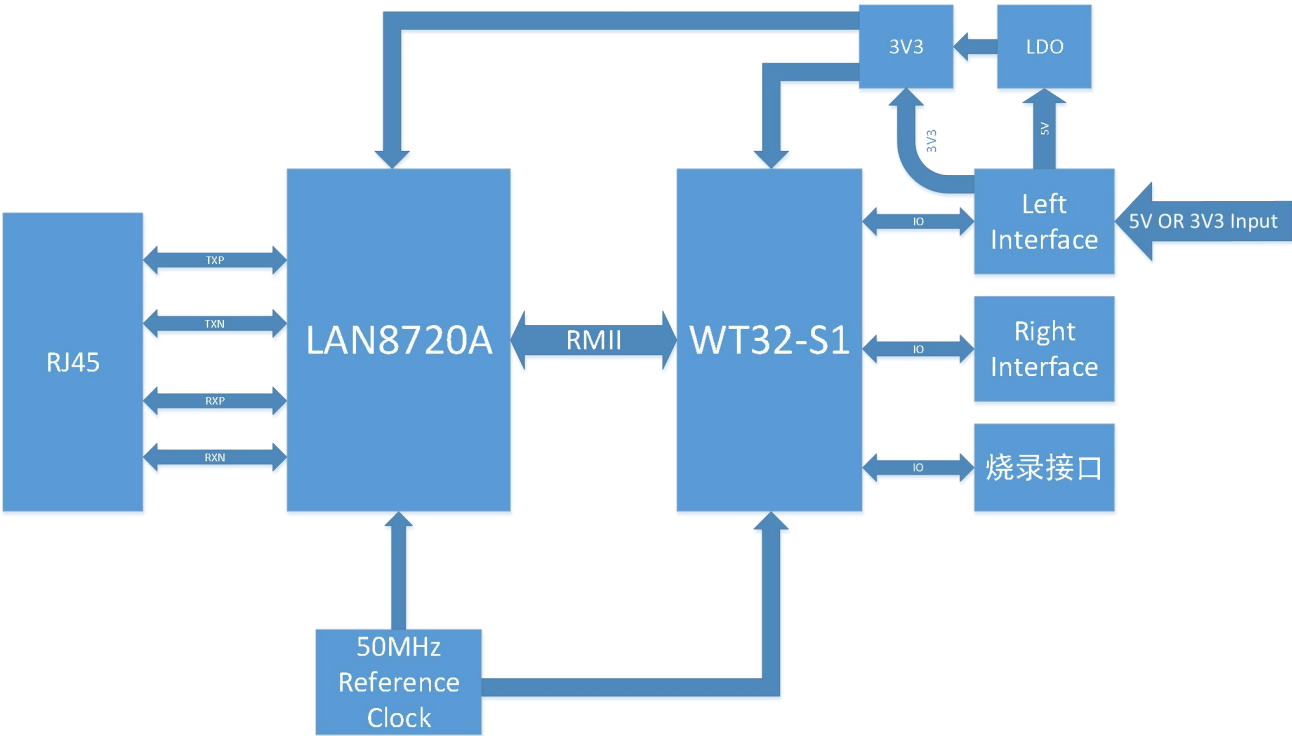 3V3
LDO
3V3
5V
Left
Interface
5V OR 3V3 Input
IO
TXP
TXN
RJ45
RXP
RXN
LAN8720A
RMII
WT32-S1
IO
Right
Interface
IO
烧录接口
50MHz
Reference
Clock